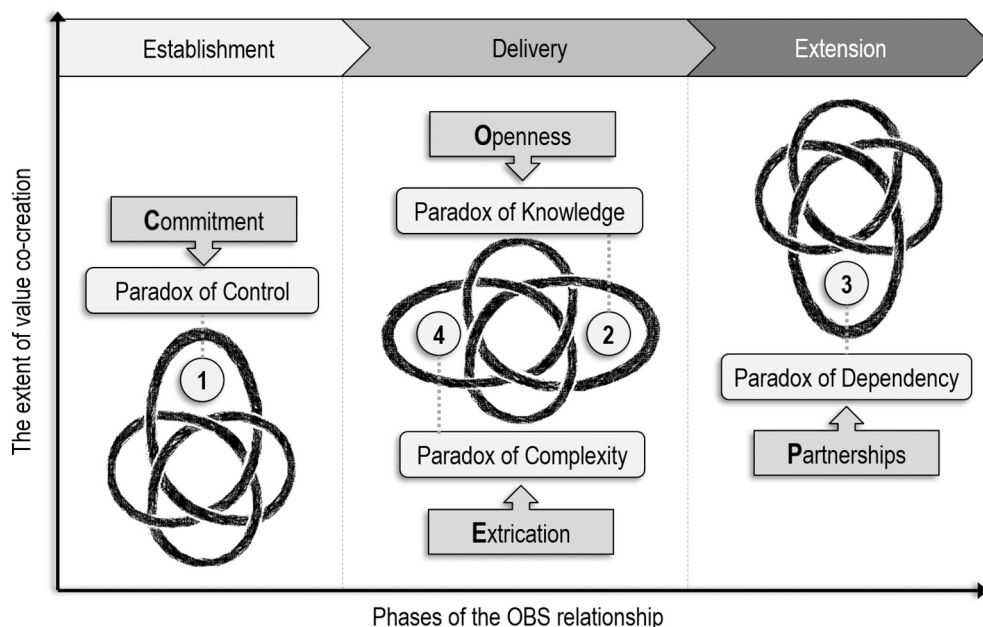 Establishment
Delivery
Extension
The extent of value co-creation
Commitment
Paradox of Control
1
Openness
Paradox of Knowledge
4
2
Paradox of Complexity
Extrication
3
Paradox of Dependency
Partnerships
Phases of the OBS relationship